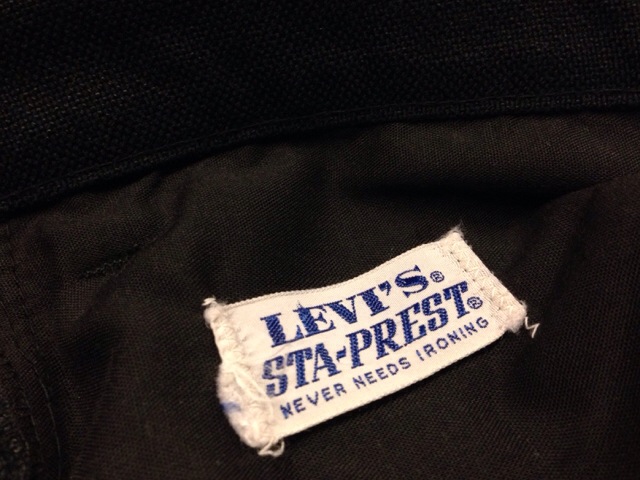 LEVI'S®
STA-PREST®
NEVER NEEDS IRONING